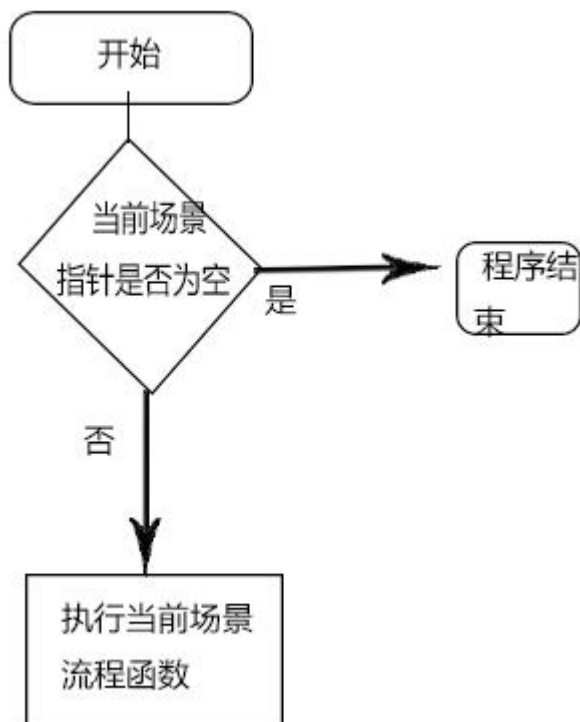 开始
当前场景
指针是否为空
是
程序结
束
否
执行当前场景
流程函数